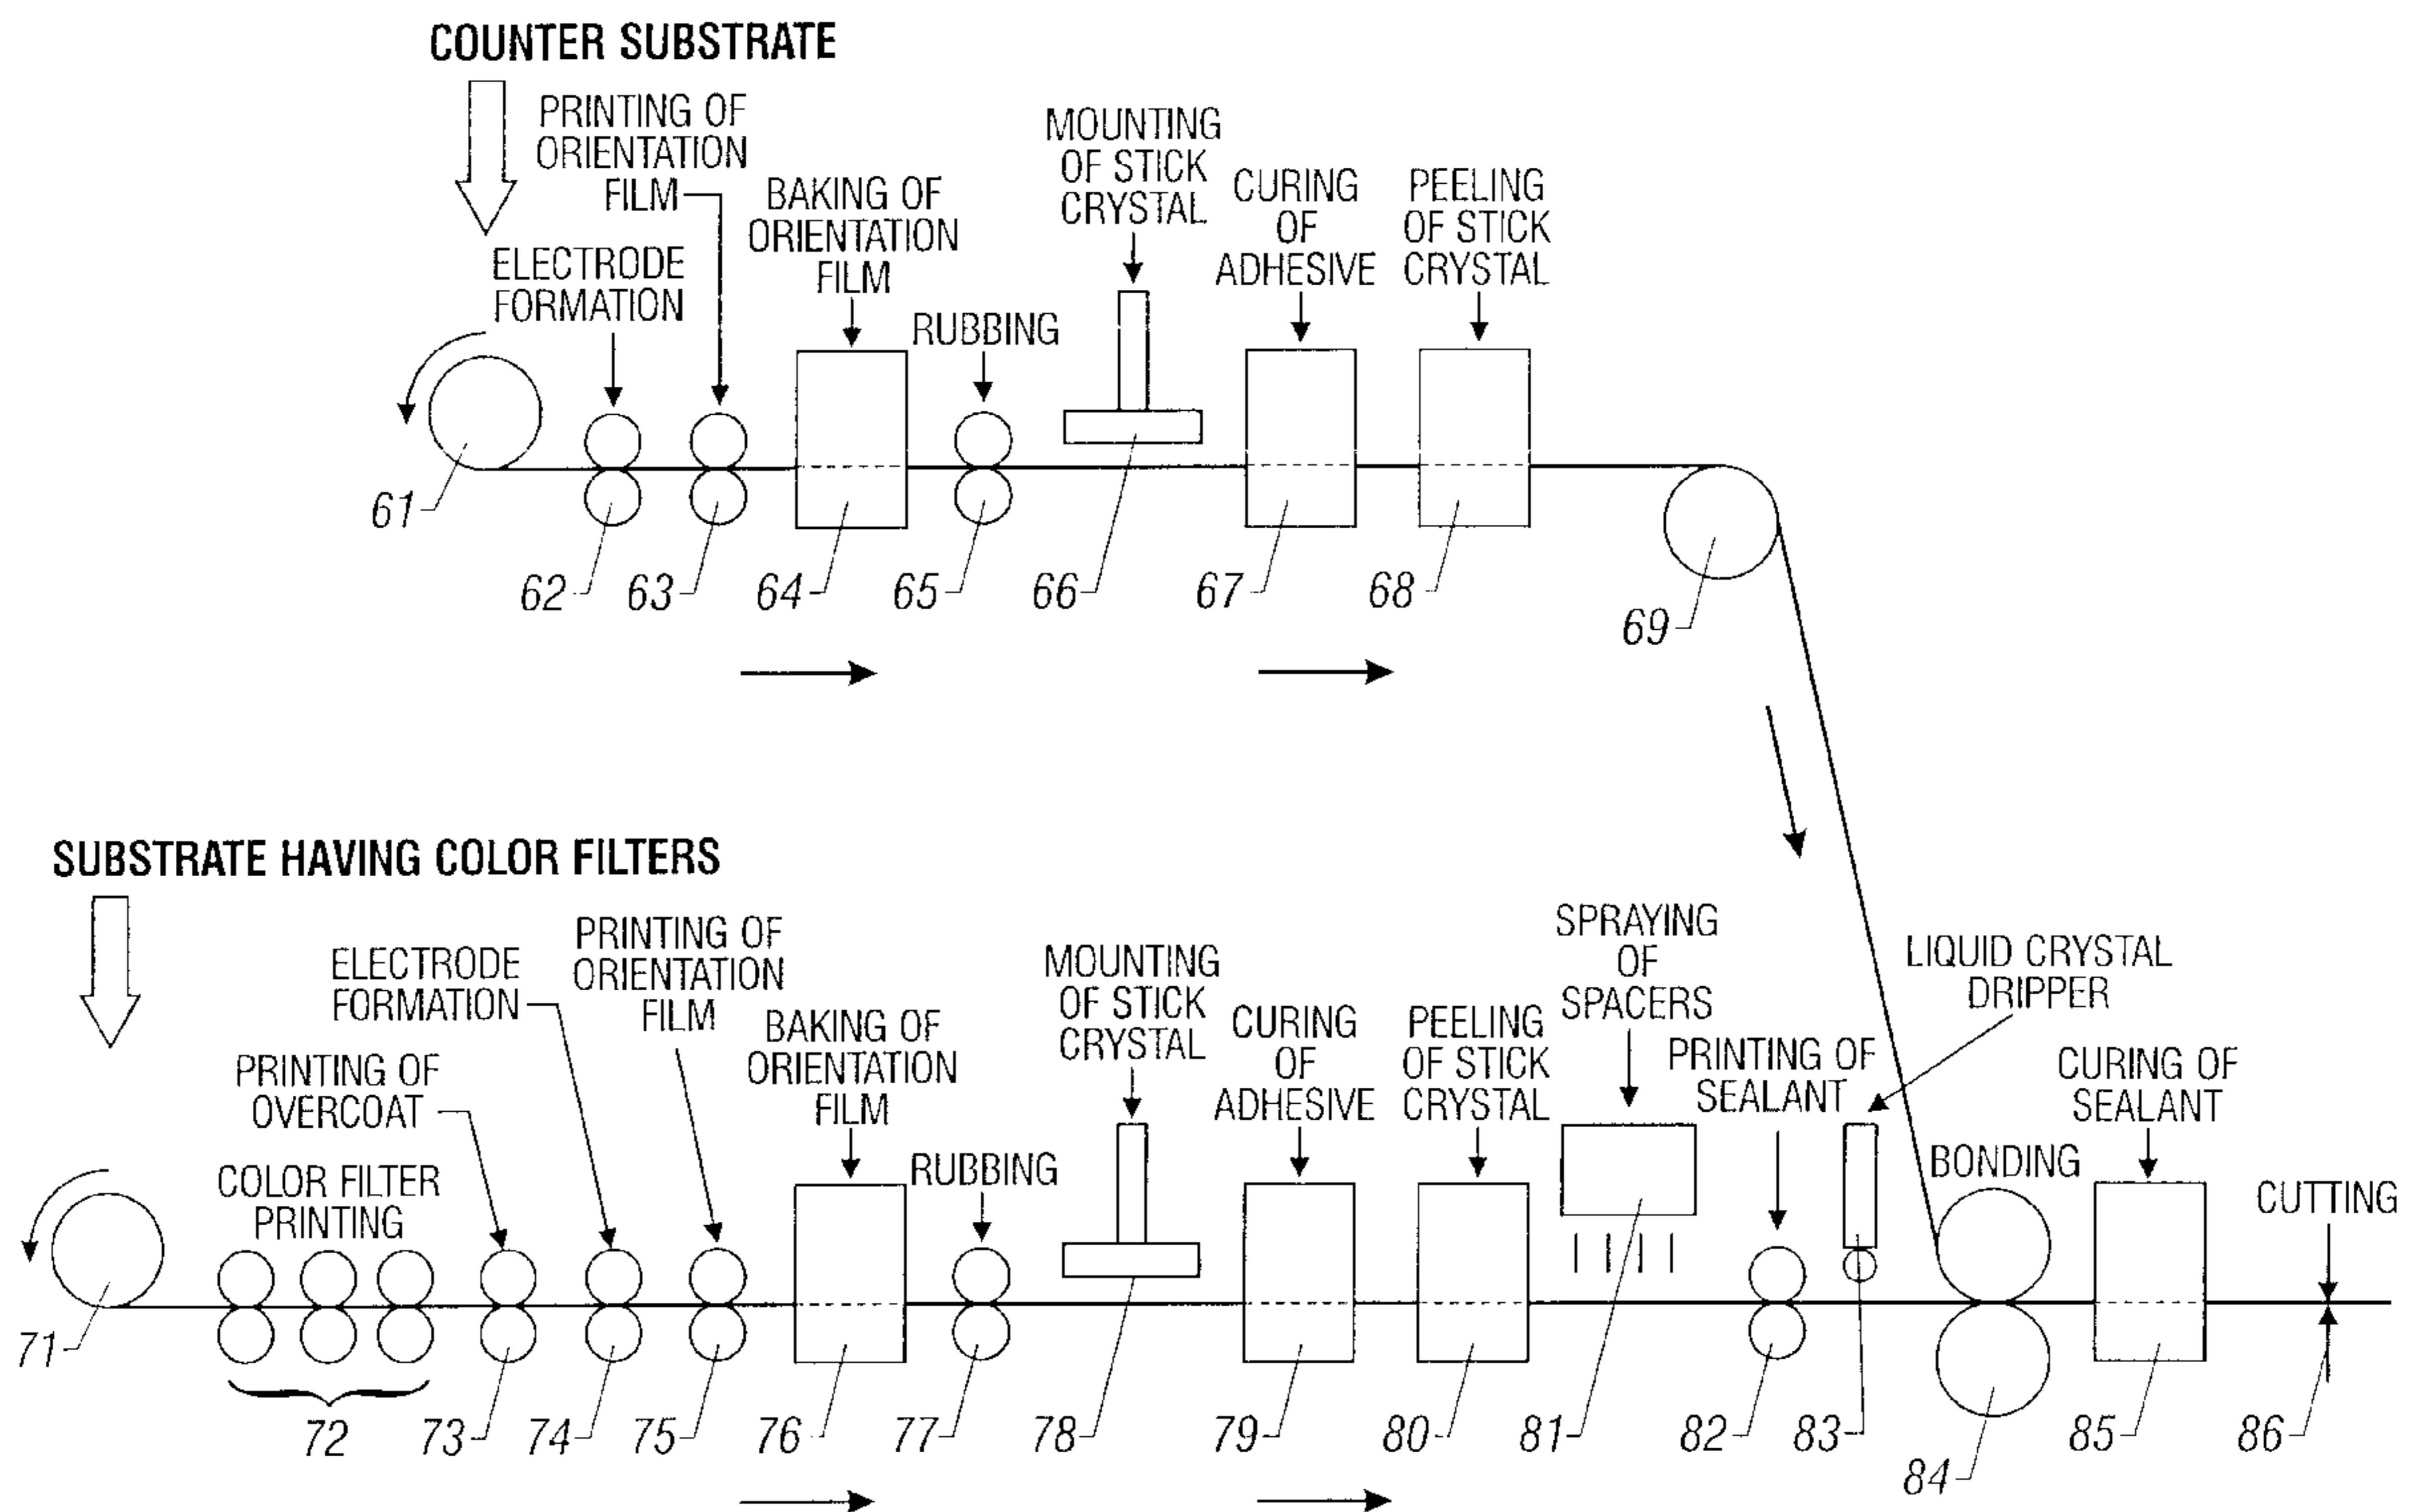 COUNTER SUBSTRATE
PRINTING OF
ORIENTATION
FILM
ELECTRODE
FORMATION
BAKING OF
ORIENTATION
FILM
RUBBING
MOUNTING
OF STICK
CRYSTAL
CURING
OF
ADHESIVE
PEELING
OF STICK
CRYSTAL
61
62
63
64
65
66
67
68
69
SUBSTRATE HAVING COLOR FILTERS
COLOR FILTER
PRINTING
PRINTING OF
OVERCOAT
ELECTRODE
FORMATION
PRINTING OF
ORIENTATION
FILM
BAKING OF
ORIENTATION
FILM
RUBBING
MOUNTING
OF STICK
CRYSTAL
CURING
OF
ADHESIVE
PEELING
OF STICK
CRYSTAL
SPRAYING
OF
SPACERS
PRINTING OF
SEALANT
LIQUID CRYSTAL
DRIPPER
BONDING
CURING OF
SEALANT
CUTTING
71
72
73
74
75
76
77
78
79
80
81
82
83
84
85
86